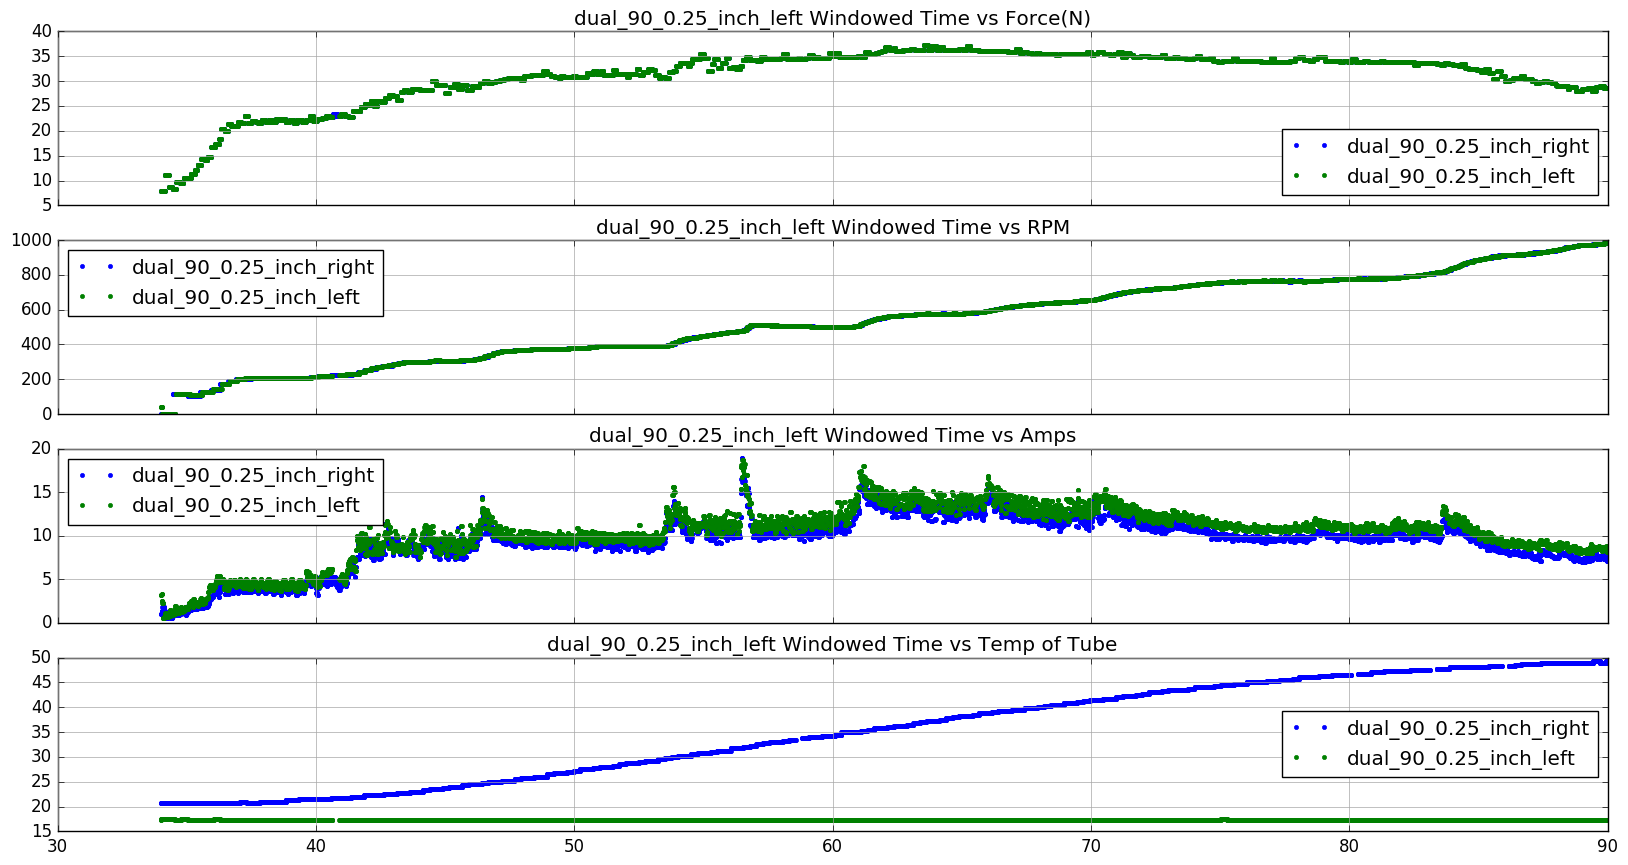 dual_90_0.25_inch_left Windowed Time vs Force(N)
40
35
30
25
20
15
10
5
dual_90_0.25_inch_right
dual_90_0.25_inch_left
dual_90_0.25_inch_left Windowed Time vs RPM
1000
800
600
400
200
0
dual_90_0.25_inch_right
dual_90_0.25_inch_left
dual_90_0.25_inch_left Windowed Time vs Amps
20
15
10
5
0
dual_90_0.25_inch_right
dual_90_0.25_inch_left
dual_90_0.25_inch_left Windowed Time vs Temp of Tube
50
45
40
35
30
25
20
15
dual_90_0.25_inch_right
dual_90_0.25_inch_left
30 40 50 60 70 80 90